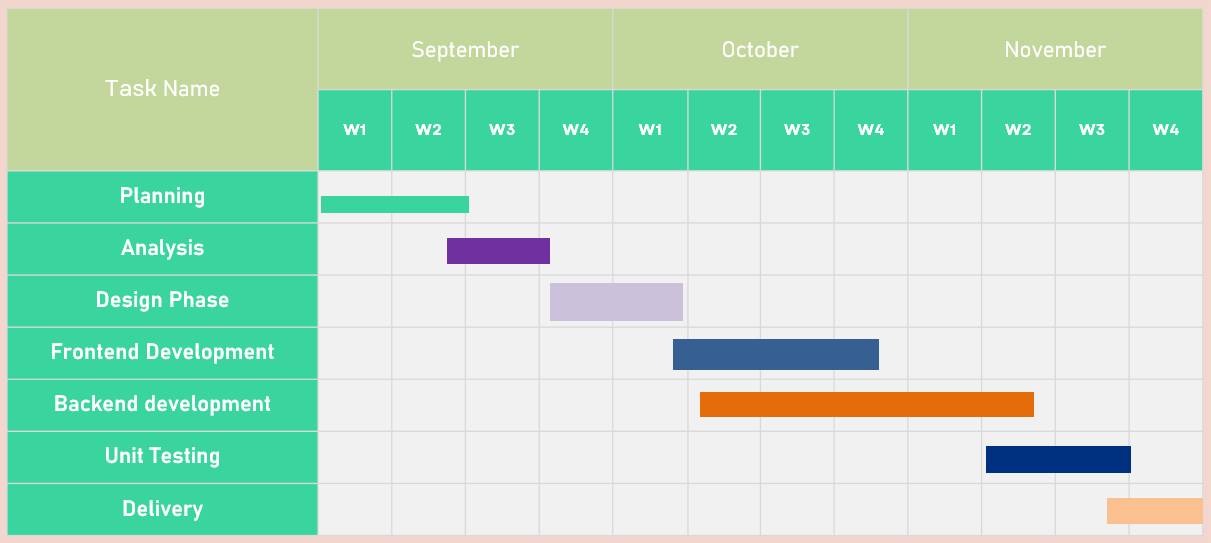 Task Name
September October November
W1 W2 W3 W4 W1 W2 W3 W4 W1 W2 W3 W4
Planning
Analysis
Design Phase
Frontend Development
Backend development
Unit Testing
Delivery